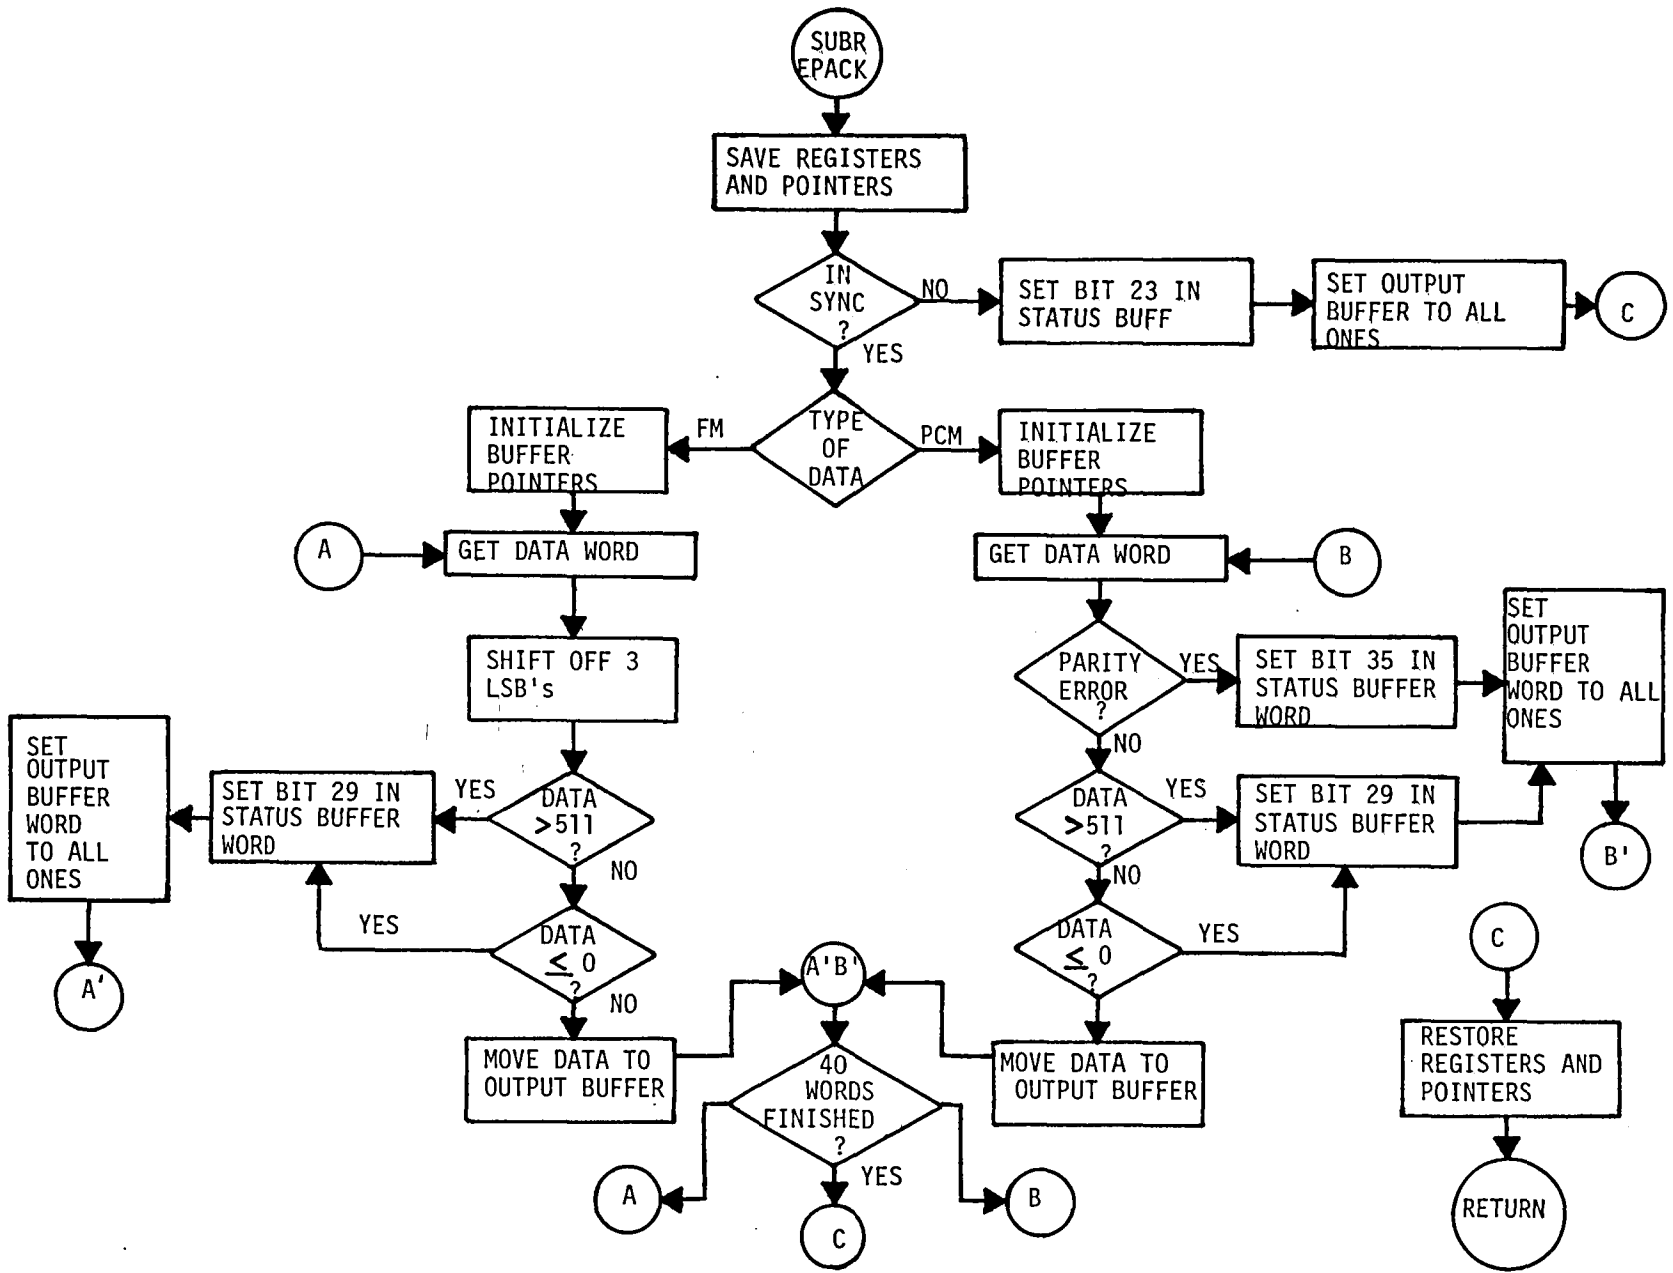 SUBR
EPACK
SAVE REGISTERS
AND POINTERS
IN
SYNC
?
NO
YES
SET BIT 23 IN
STATUS BUFF
SET OUTPUT
BUFFER TO ALL
ONES
C
TYPE
OF
DATA
FM
PCM
INITIALIZE
BUFFER
POINTERS
INITIALIZE
BUFFER
POINTERS
A
GET DATA WORD
GET DATA WORD
B
SHIFT OFF 3
LSB's
PARITY
ERROR
?
YES
NO
SET BIT 35 IN
STATUS BUFFER
WORD
SET
OUTPUT
BUFFER
WORD TO ALL
ONES
SET
OUTPUT
BUFFER
WORD
TO ALL
ONES
SET BIT 29 IN
STATUS BUFFER
WORD
YES
DATA
>511
?
NO
DATA
>511
?
YES
NO
SET BIT 29 IN
STATUS BUFFER
WORD
B'
A'
YES
DATA
≤ 0
?
NO
A'B'
DATA
≤ 0
?
YES
C
MOVE DATA TO
OUTPUT BUFFER
40
WORDS
FINISHED
?
YES
MOVE DATA TO
OUTPUT BUFFER
RESTORE
REGISTERS AND
POINTERS
A
C
B
RETURN